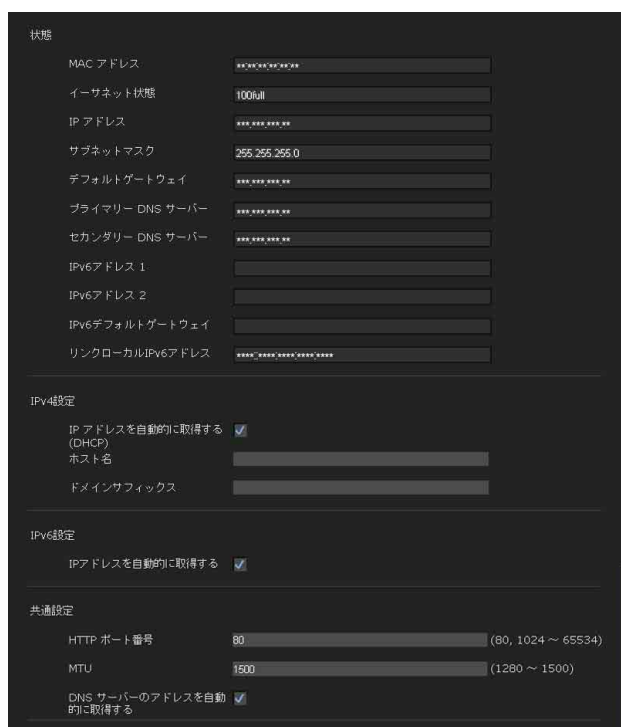 状態
MAC アドレス **:**:**:**:**:**
イーサネット状態 100full
IP アドレス ***.***.***.**
サブネットマスク 255.255.255.0
デフォルトゲートウェイ ***.***.***.**
プライマリー DNS サーバー ***.***.***.**
セカンダリー DNS サーバー ***.***.***.**
IPv6アドレス 1
IPv6アドレス 2
IPv6デフォルトゲートウェイ
リンクローカルIPv6アドレス ****::****:****:****:****
IPv4設定
IP アドレスを自動的に取得する
(DHCP)
ホスト名
ドメインサフィックス
IPv6設定
IPアドレスを自動的に取得する
共通設定
HTTP ポート番号 80 (80, 1024 ～ 65534)
MTU 1500 (1280 ～ 1500)
DNS サーバーのアドレスを自動
的に取得する